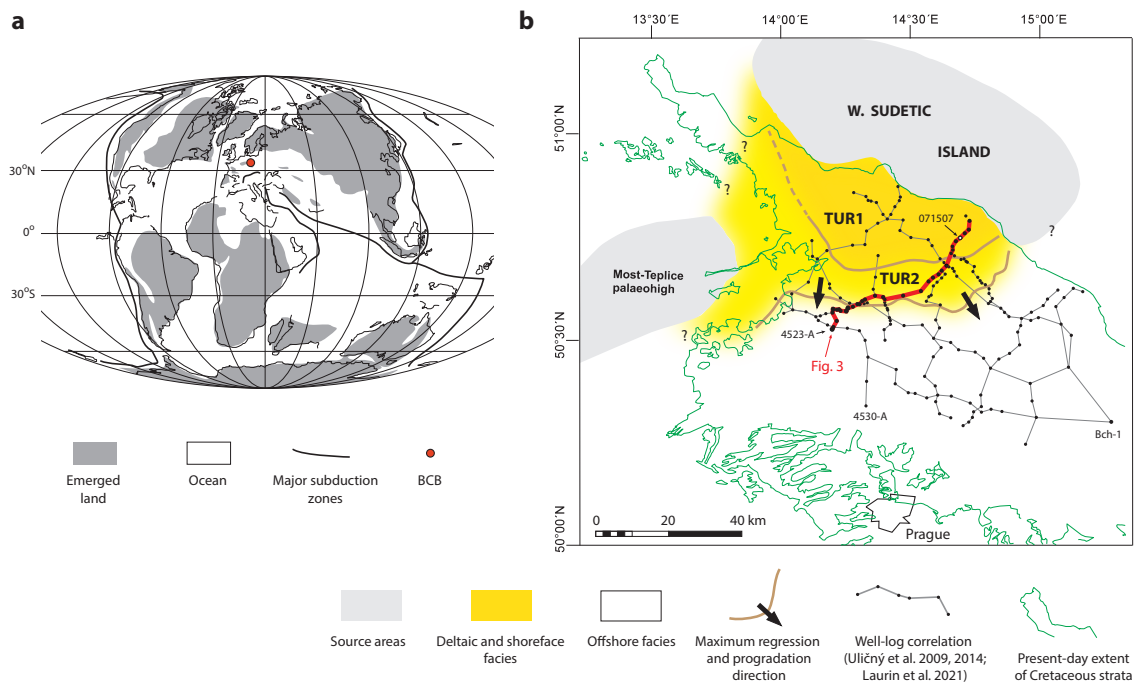 a
30°N
0°
30°S
Emerged
land
Ocean
Major subduction
zones
BCB
b
13°30'E
14°00'E
14°30'E
15°00'E
51°00'N
50°30'N
50°00'N
W. SUDETIC
ISLAND
?
?
?
?
TUR1
071507
TUR2
Most-Teplice
palaeohigh
4523-A
Fig. 3
4530-A
Bch-1
0
20
40 km
Prague
Source areas
Deltaic and shoreface
facies
Offshore facies
Maximum regression
and progradation
direction
Well-log correlation
(Uličný et al. 2009, 2014;
Laurin et al. 2021)
Present-day extent
of Cretaceous strata